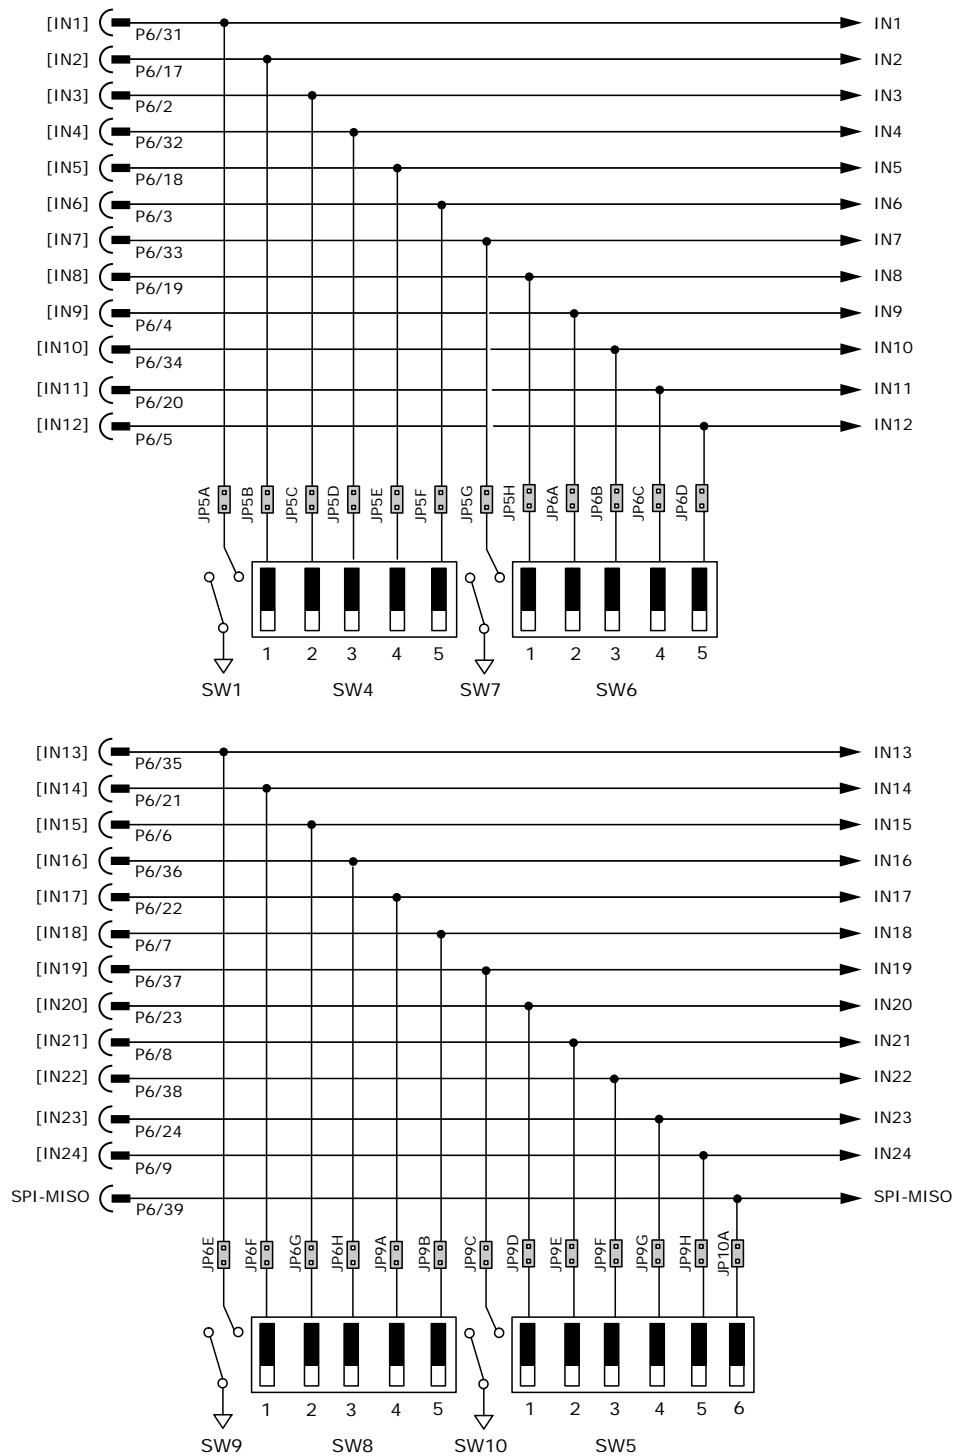 [IN1] P6/31 IN1
[IN2] P6/17 IN2
[IN3] P6/2 IN3
[IN4] P6/32 IN4
[IN5] P6/18 IN5
[IN6] P6/3 IN6
[IN7] P6/33 IN7
[IN8] P6/19 IN8
[IN9] P6/4 IN9
[IN10] P6/34 IN10
[IN11] P6/20 IN11
[IN12] P6/5 IN12
JP5A JP5B JP5C JP5D JP5E JP5F JP5G JP5H JP6A JP6B JP6C JP6D
1 2 3 4 5 1 2 3 4 5
SW1 SW4 SW7 SW6
[IN13] P6/35 IN13
[IN14] P6/21 IN14
[IN15] P6/6 IN15
[IN16] P6/36 IN16
[IN17] P6/22 IN17
[IN18] P6/7 IN18
[IN19] P6/37 IN19
[IN20] P6/23 IN20
[IN21] P6/8 IN21
[IN22] P6/38 IN22
[IN23] P6/24 IN23
[IN24] P6/9 IN24
SPI-MISO P6/39 SPI-MISO
JP6E JP6F JP6G JP6H JP9A JP9B JP9C JP9D JP9E JP9F JP9G JP9H JP10A
1 2 3 4 5 1 2 3 4 5 6
SW9 SW8 SW10 SW5